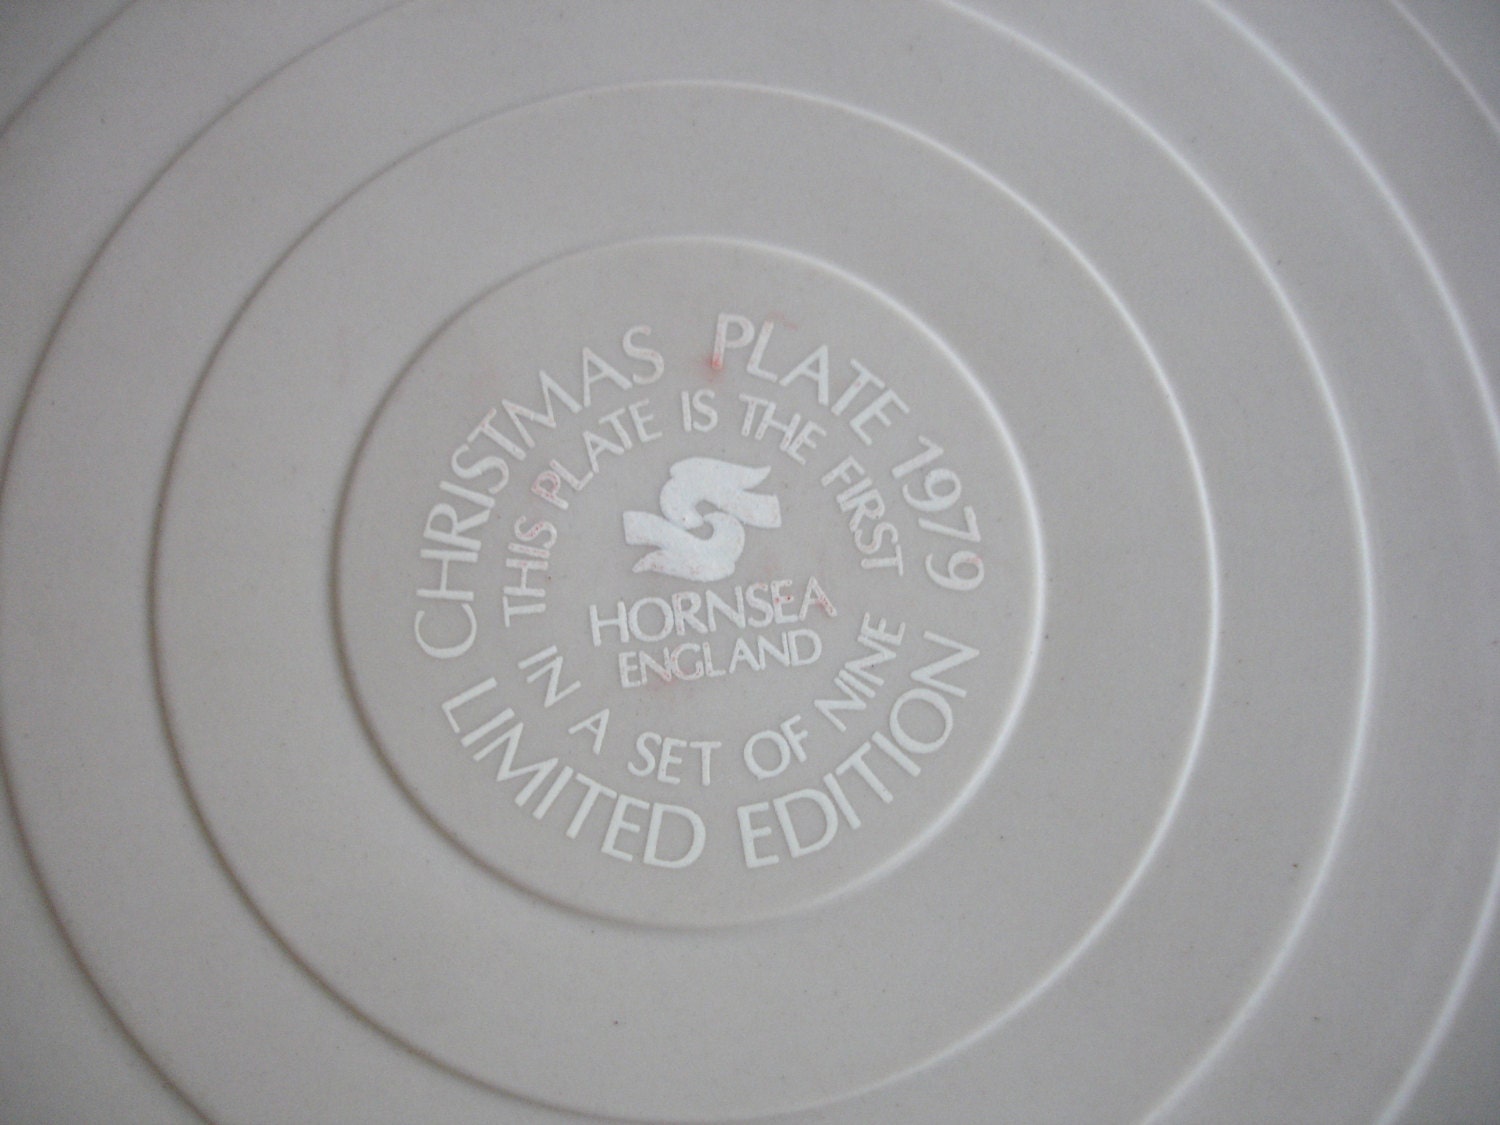 CHRISTMAS PLATE 1979
THIS PLATE IS THE FIRST
HORNSEA
ENGLAND
IN A SET OF NINE
LIMITED EDITION